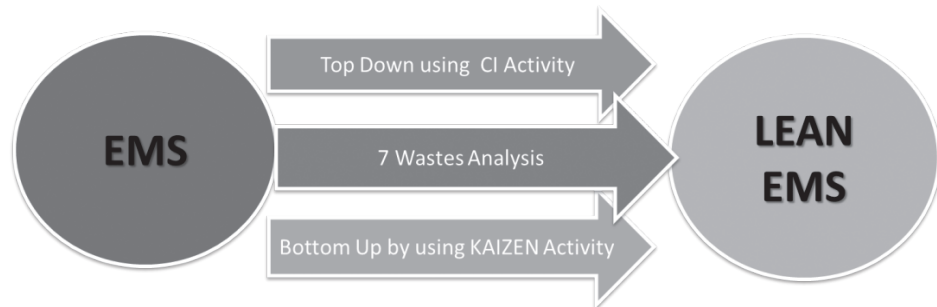 EMS
Top Down using CI Activity
7 Wastes Analysis
Bottom Up by using KAIZEN Activity
LEAN
EMS